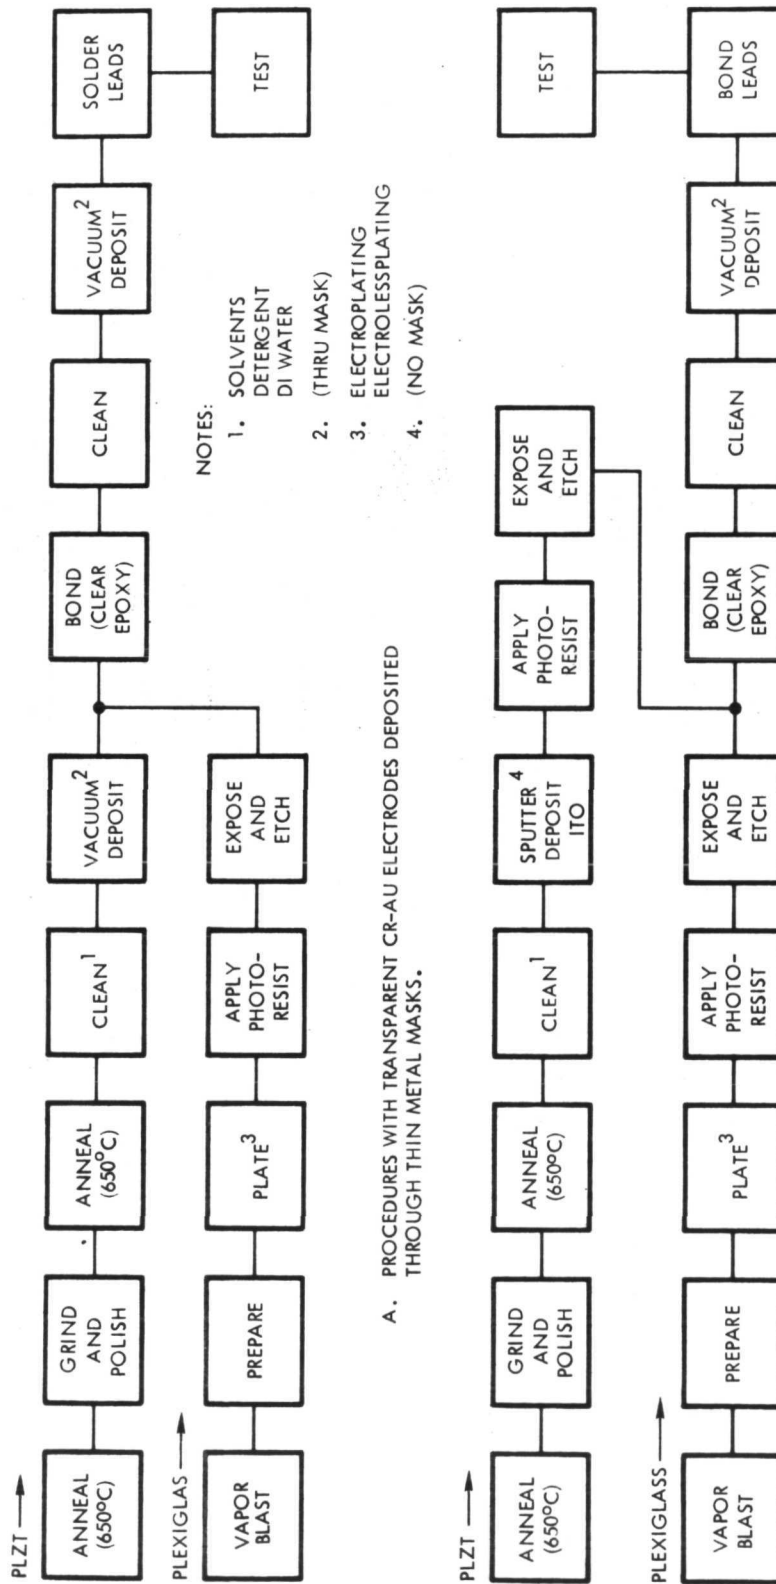 PLZT
ANNEAL
(650°C)
GRIND
AND
POLISH
ANNEAL
(650°C)
CLEAN1
VACUUM2
DEPOSIT
BOND
(CLEAR
EPOXY)
CLEAN
VACUUM2
DEPOSIT
SOLDER
LEADS
TEST
PLEXIGLAS
VAPOR
BLAST
PREPARE
PLATE3
APPLY
PHOTO-
RESIST
EXPOSE
AND
ETCH
NOTES:
1. SOLVENTS
DETERGENT
DI WATER
2. (THRU MASK)
3. ELECTROPLATING
ELECTROLESSPLATING
4. (NO MASK)
A. PROCEDURES WITH TRANSPARENT CR-AU ELECTRODES DEPOSITED
THROUGH THIN METAL MASKS.
PLZT
ANNEAL
(650°C)
GRIND
AND
POLISH
ANNEAL
(650°C)
CLEAN1
SPUTTER4
DEPOSIT
ITO
APPLY
PHOTO-
RESIST
EXPOSE
AND
ETCH
TEST
PLEXIGLASS
VAPOR
BLAST
PREPARE
PLATE3
APPLY
PHOTO-
RESIST
EXPOSE
AND
ETCH
BOND
(CLEAR
EPOXY)
CLEAN
VACUUM2
DEPOSIT
BOND
LEADS